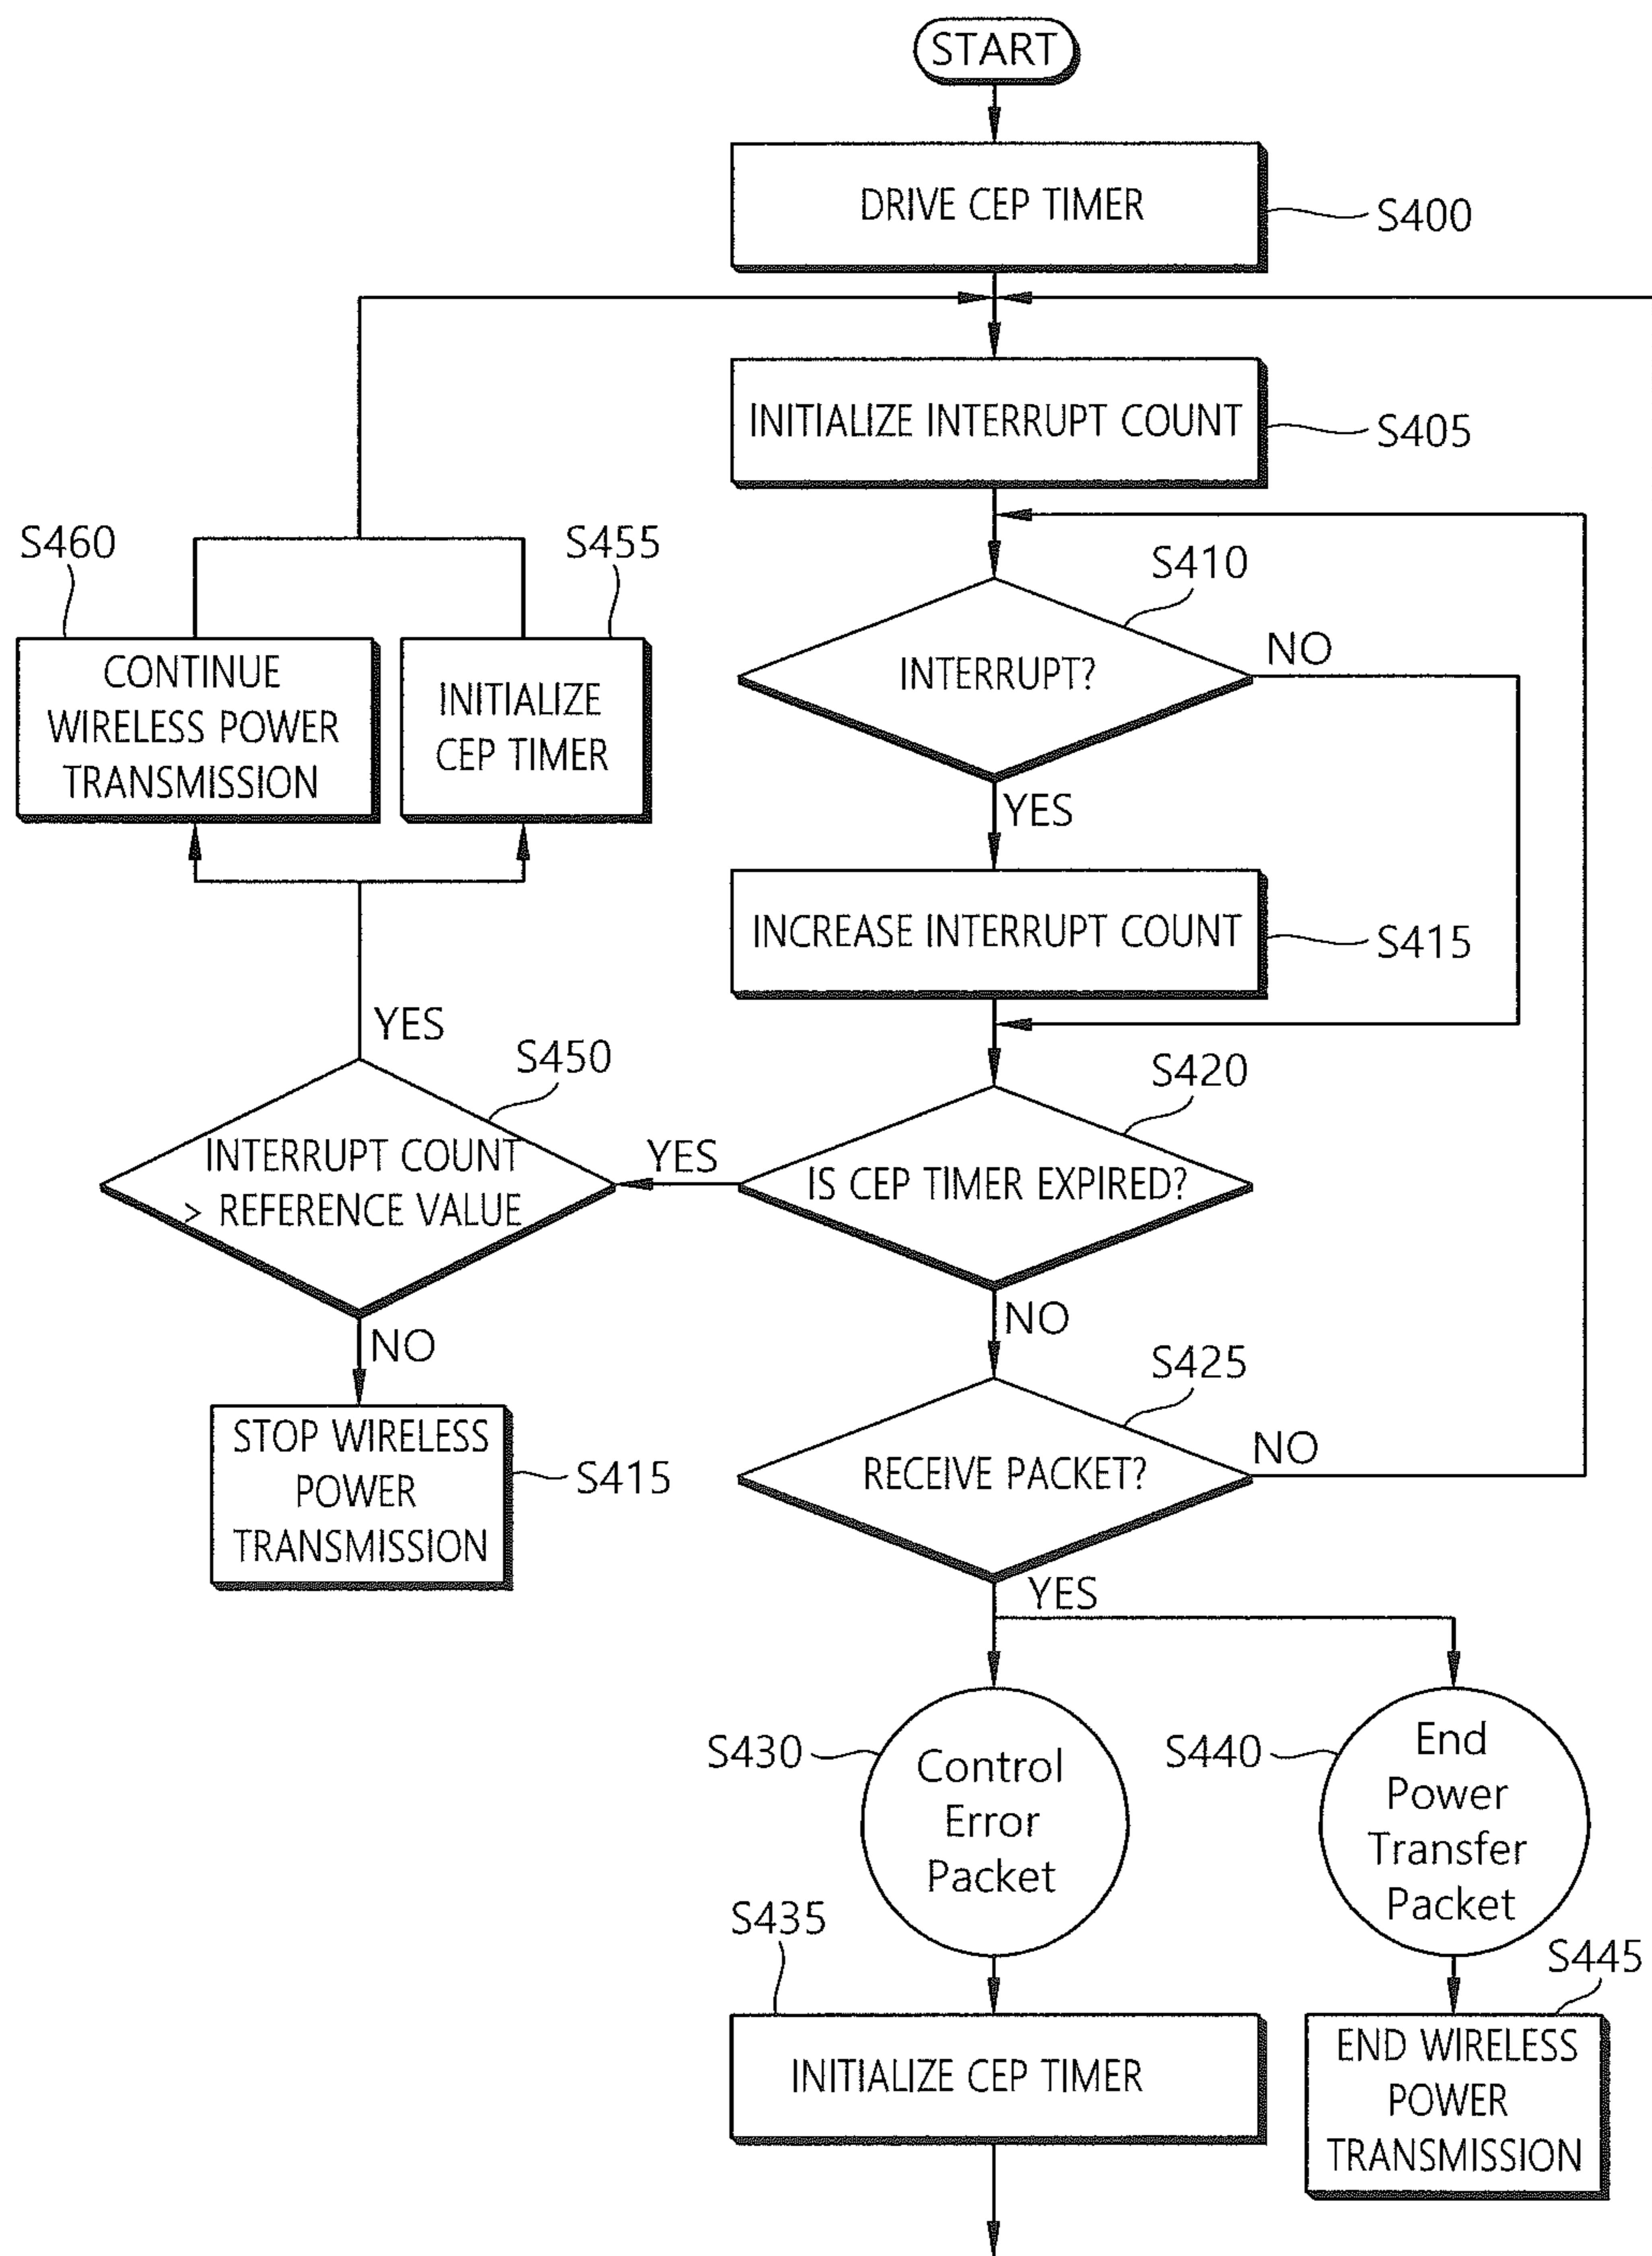 START
DRIVE CEP TIMER
S400
INITIALIZE INTERRUPT COUNT
S405
S460
S455
S410
CONTINUE
WIRELESS POWER
TRANSMISSION
INITIALIZE
CEP TIMER
INTERRUPT?
NO
YES
INCREASE INTERRUPT COUNT
S415
YES
S450
S420
INTERRUPT COUNT
> REFERENCE VALUE
YES
IS CEP TIMER EXPIRED?
NO
NO
S425
STOP WIRELESS
POWER
TRANSMISSION
S415
RECEIVE PACKET?
NO
YES
S430
Control
Error
Packet
S440
End
Power
Transfer
Packet
S435
S445
INITIALIZE CEP TIMER
END WIRELESS
POWER
TRANSMISSION